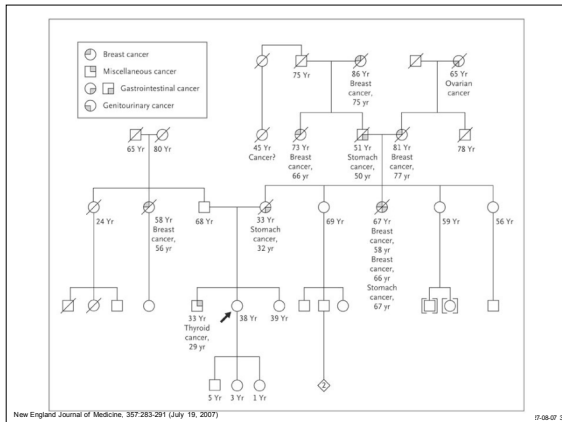 Breast cancer
Miscellaneous cancer
Gastrointestinal cancer
Genitourinary cancer
75 Yr
86 Yr
Breast
cancer,
75 yr
65 Yr
Ovarian
cancer
65 Yr
80 Yr
45 Yr
Cancer?
73 Yr
Breast
cancer,
66 yr
51 Yr
Stomach
cancer,
50 yr
81 Yr
Breast
cancer,
77 yr
78 Yr
24 Yr
58 Yr
Breast
cancer,
56 yr
68 Yr
33 Yr
Stomach
cancer,
32 yr
69 Yr
67 Yr
Breast
cancer,
58 yr
Breast
cancer,
66 yr
Stomach
cancer,
67 yr
59 Yr
56 Yr
33 Yr
Thyroid
cancer,
29 yr
38 Yr
39 Yr
2
5 Yr
3 Yr
1 Yr
New England Journal of Medicine, 357:283-291 (July 19, 2007)